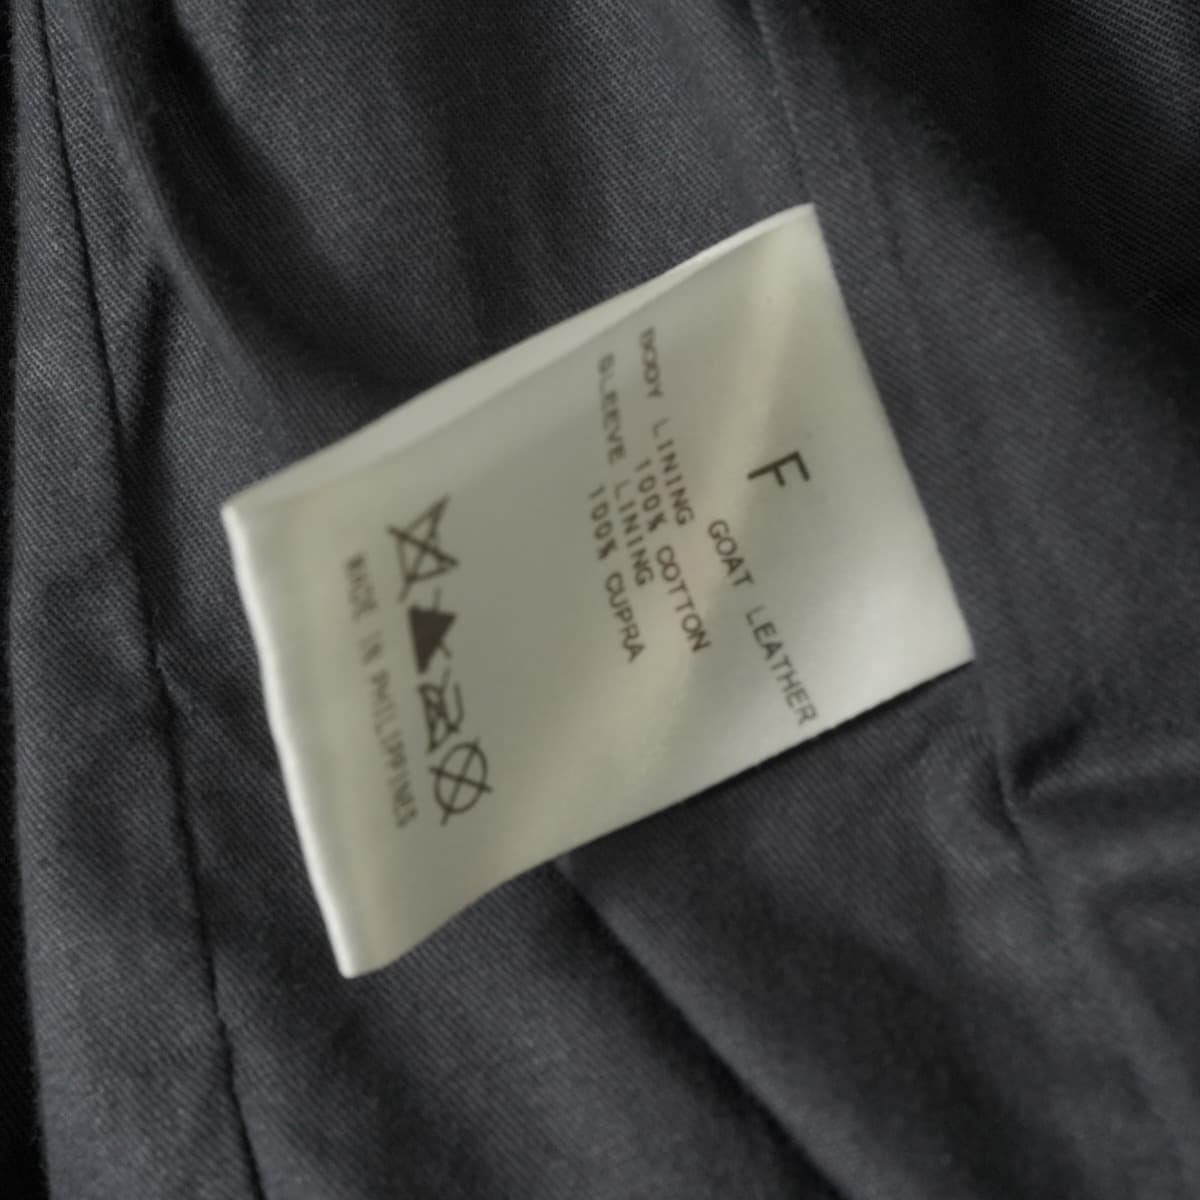 F
GOAT LEATHER
BODY LINING
100% COTTON
SLEEVE LINING
100% CUPRA
MADE IN PHILIPPINES